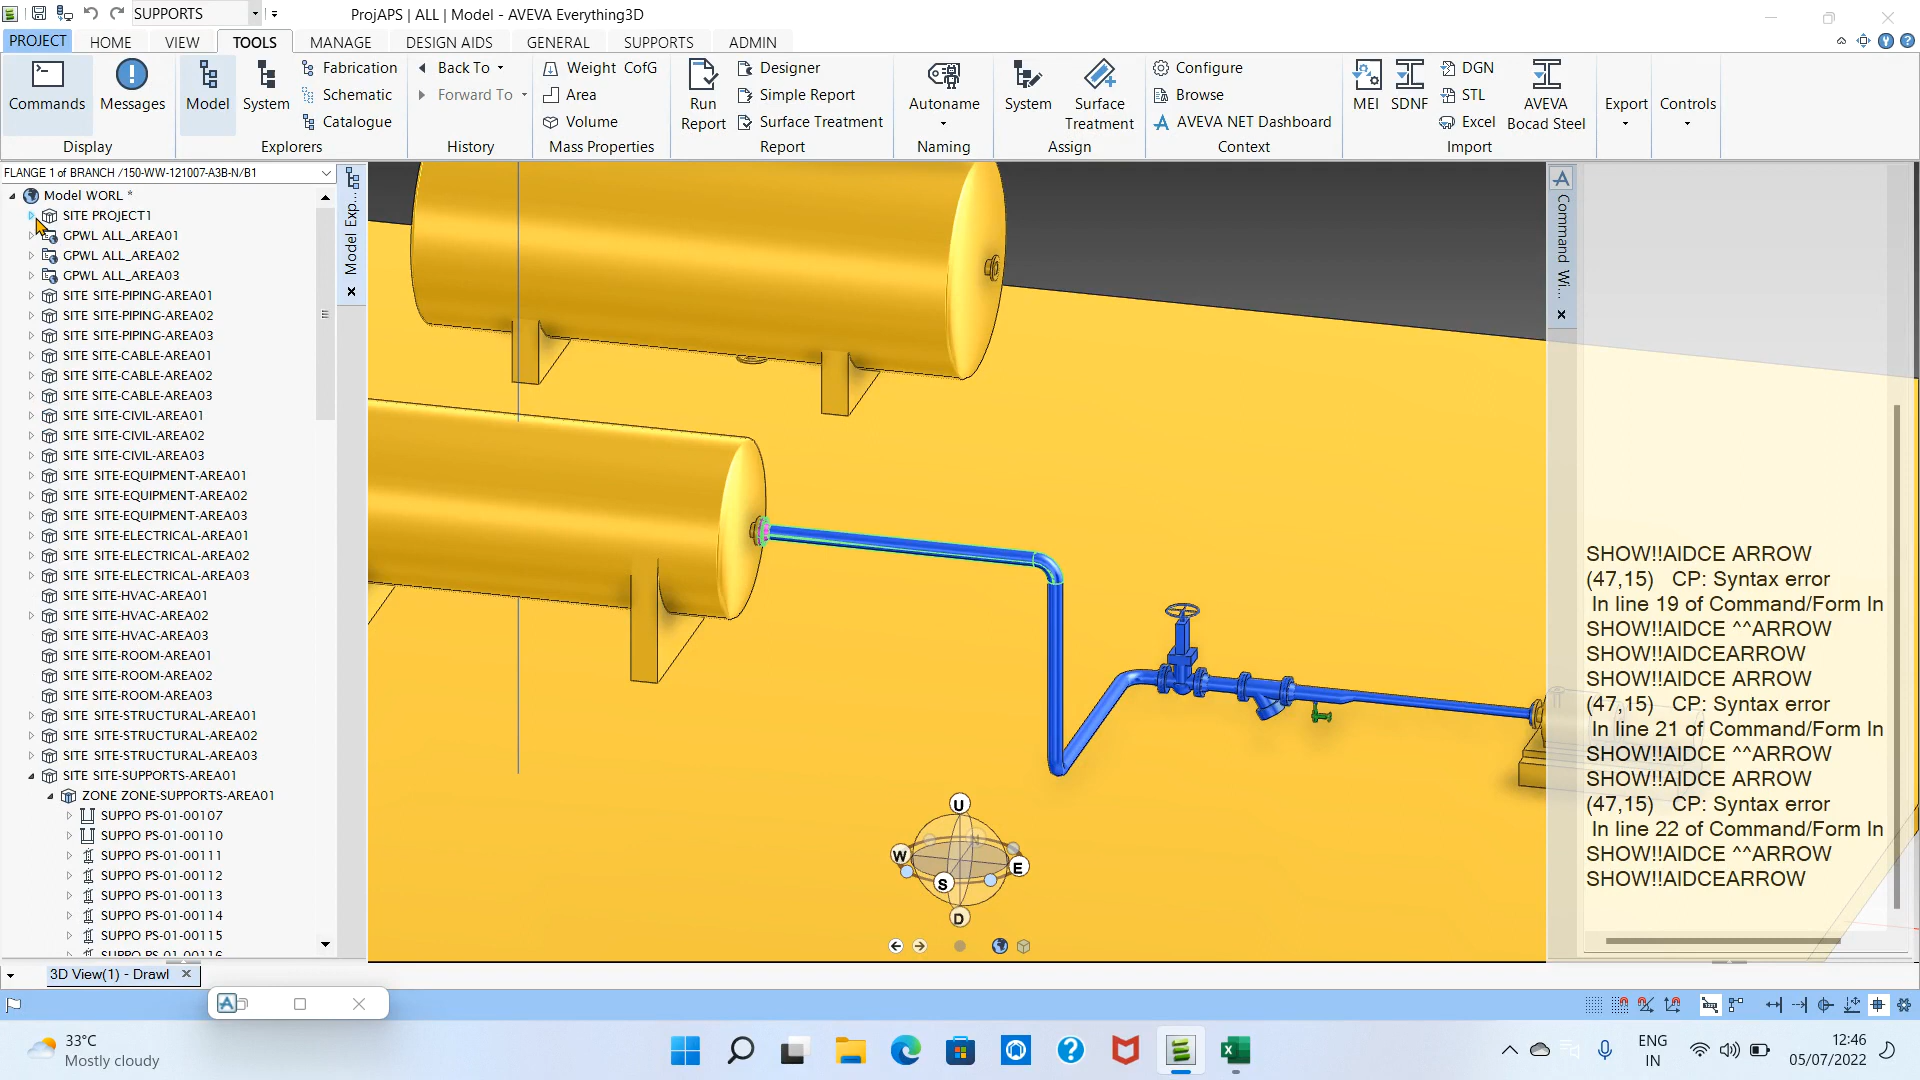 SUPPORTS
ProjAPS | ALL | Model - AVEVA Everything3D
PROJECT HOME VIEW TOOLS MANAGE DESIGN AIDS GENERAL SUPPORTS ADMIN
Commands
Messages
Display
Model
System
Fabrication
Schematic
Catalogue
Explorers
Back To
Forward To
History
Weight CofG
Area
Volume
Mass Properties
Run Report
Designer
Simple Report
Surface Treatment
Report
Autoname
Naming
System
Surface Treatment
Assign
Configure
Browse
AVEVA NET Dashboard
Context
MEI
SDNF
DGN
STL
Excel
AVEVA Bocad Steel
Import
Export
Controls
FLANGE 1 of BRANCH /150-WW-121007-A3B-N/B1
Model WORL *
SITE PROJECT1
GPWL ALL_AREA01
GPWL ALL_AREA02
GPWL ALL_AREA03
SITE SITE-PIPING-AREA01
SITE SITE-PIPING-AREA02
SITE SITE-PIPING-AREA03
SITE SITE-CABLE-AREA01
SITE SITE-CABLE-AREA02
SITE SITE-CABLE-AREA03
SITE SITE-CIVIL-AREA01
SITE SITE-CIVIL-AREA02
SITE SITE-CIVIL-AREA03
SITE SITE-EQUIPMENT-AREA01
SITE SITE-EQUIPMENT-AREA02
SITE SITE-EQUIPMENT-AREA03
SITE SITE-ELECTRICAL-AREA01
SITE SITE-ELECTRICAL-AREA02
SITE SITE-ELECTRICAL-AREA03
SITE SITE-HVAC-AREA01
SITE SITE-HVAC-AREA02
SITE SITE-HVAC-AREA03
SITE SITE-ROOM-AREA01
SITE SITE-ROOM-AREA02
SITE SITE-ROOM-AREA03
SITE SITE-STRUCTURAL-AREA01
SITE SITE-STRUCTURAL-AREA02
SITE SITE-STRUCTURAL-AREA03
SITE SITE-SUPPORTS-AREA01
ZONE ZONE-SUPPORTS-AREA01
SUPPO PS-01-00107
SUPPO PS-01-00110
SUPPO PS-01-00111
SUPPO PS-01-00112
SUPPO PS-01-00113
SUPPO PS-01-00114
SUPPO PS-01-00115
SUPPO PS-01-00116
Model Exp...
U
W
E
S
D
Command Wi...
SHOW!!AIDCE ARROW
(47,15) CP: Syntax error
In line 19 of Command/Form In
SHOW!!AIDCE ^^ARROW
SHOW!!AIDCEARROW
SHOW!!AIDCE ARROW
(47,15) CP: Syntax error
In line 21 of Command/Form In
SHOW!!AIDCE ^^ARROW
SHOW!!AIDCE ARROW
(47,15) CP: Syntax error
In line 22 of Command/Form In
SHOW!!AIDCE ^^ARROW
SHOW!!AIDCEARROW
3D View(1) - Drawl
33°C
Mostly cloudy
ENG
IN
12:46
05/07/2022